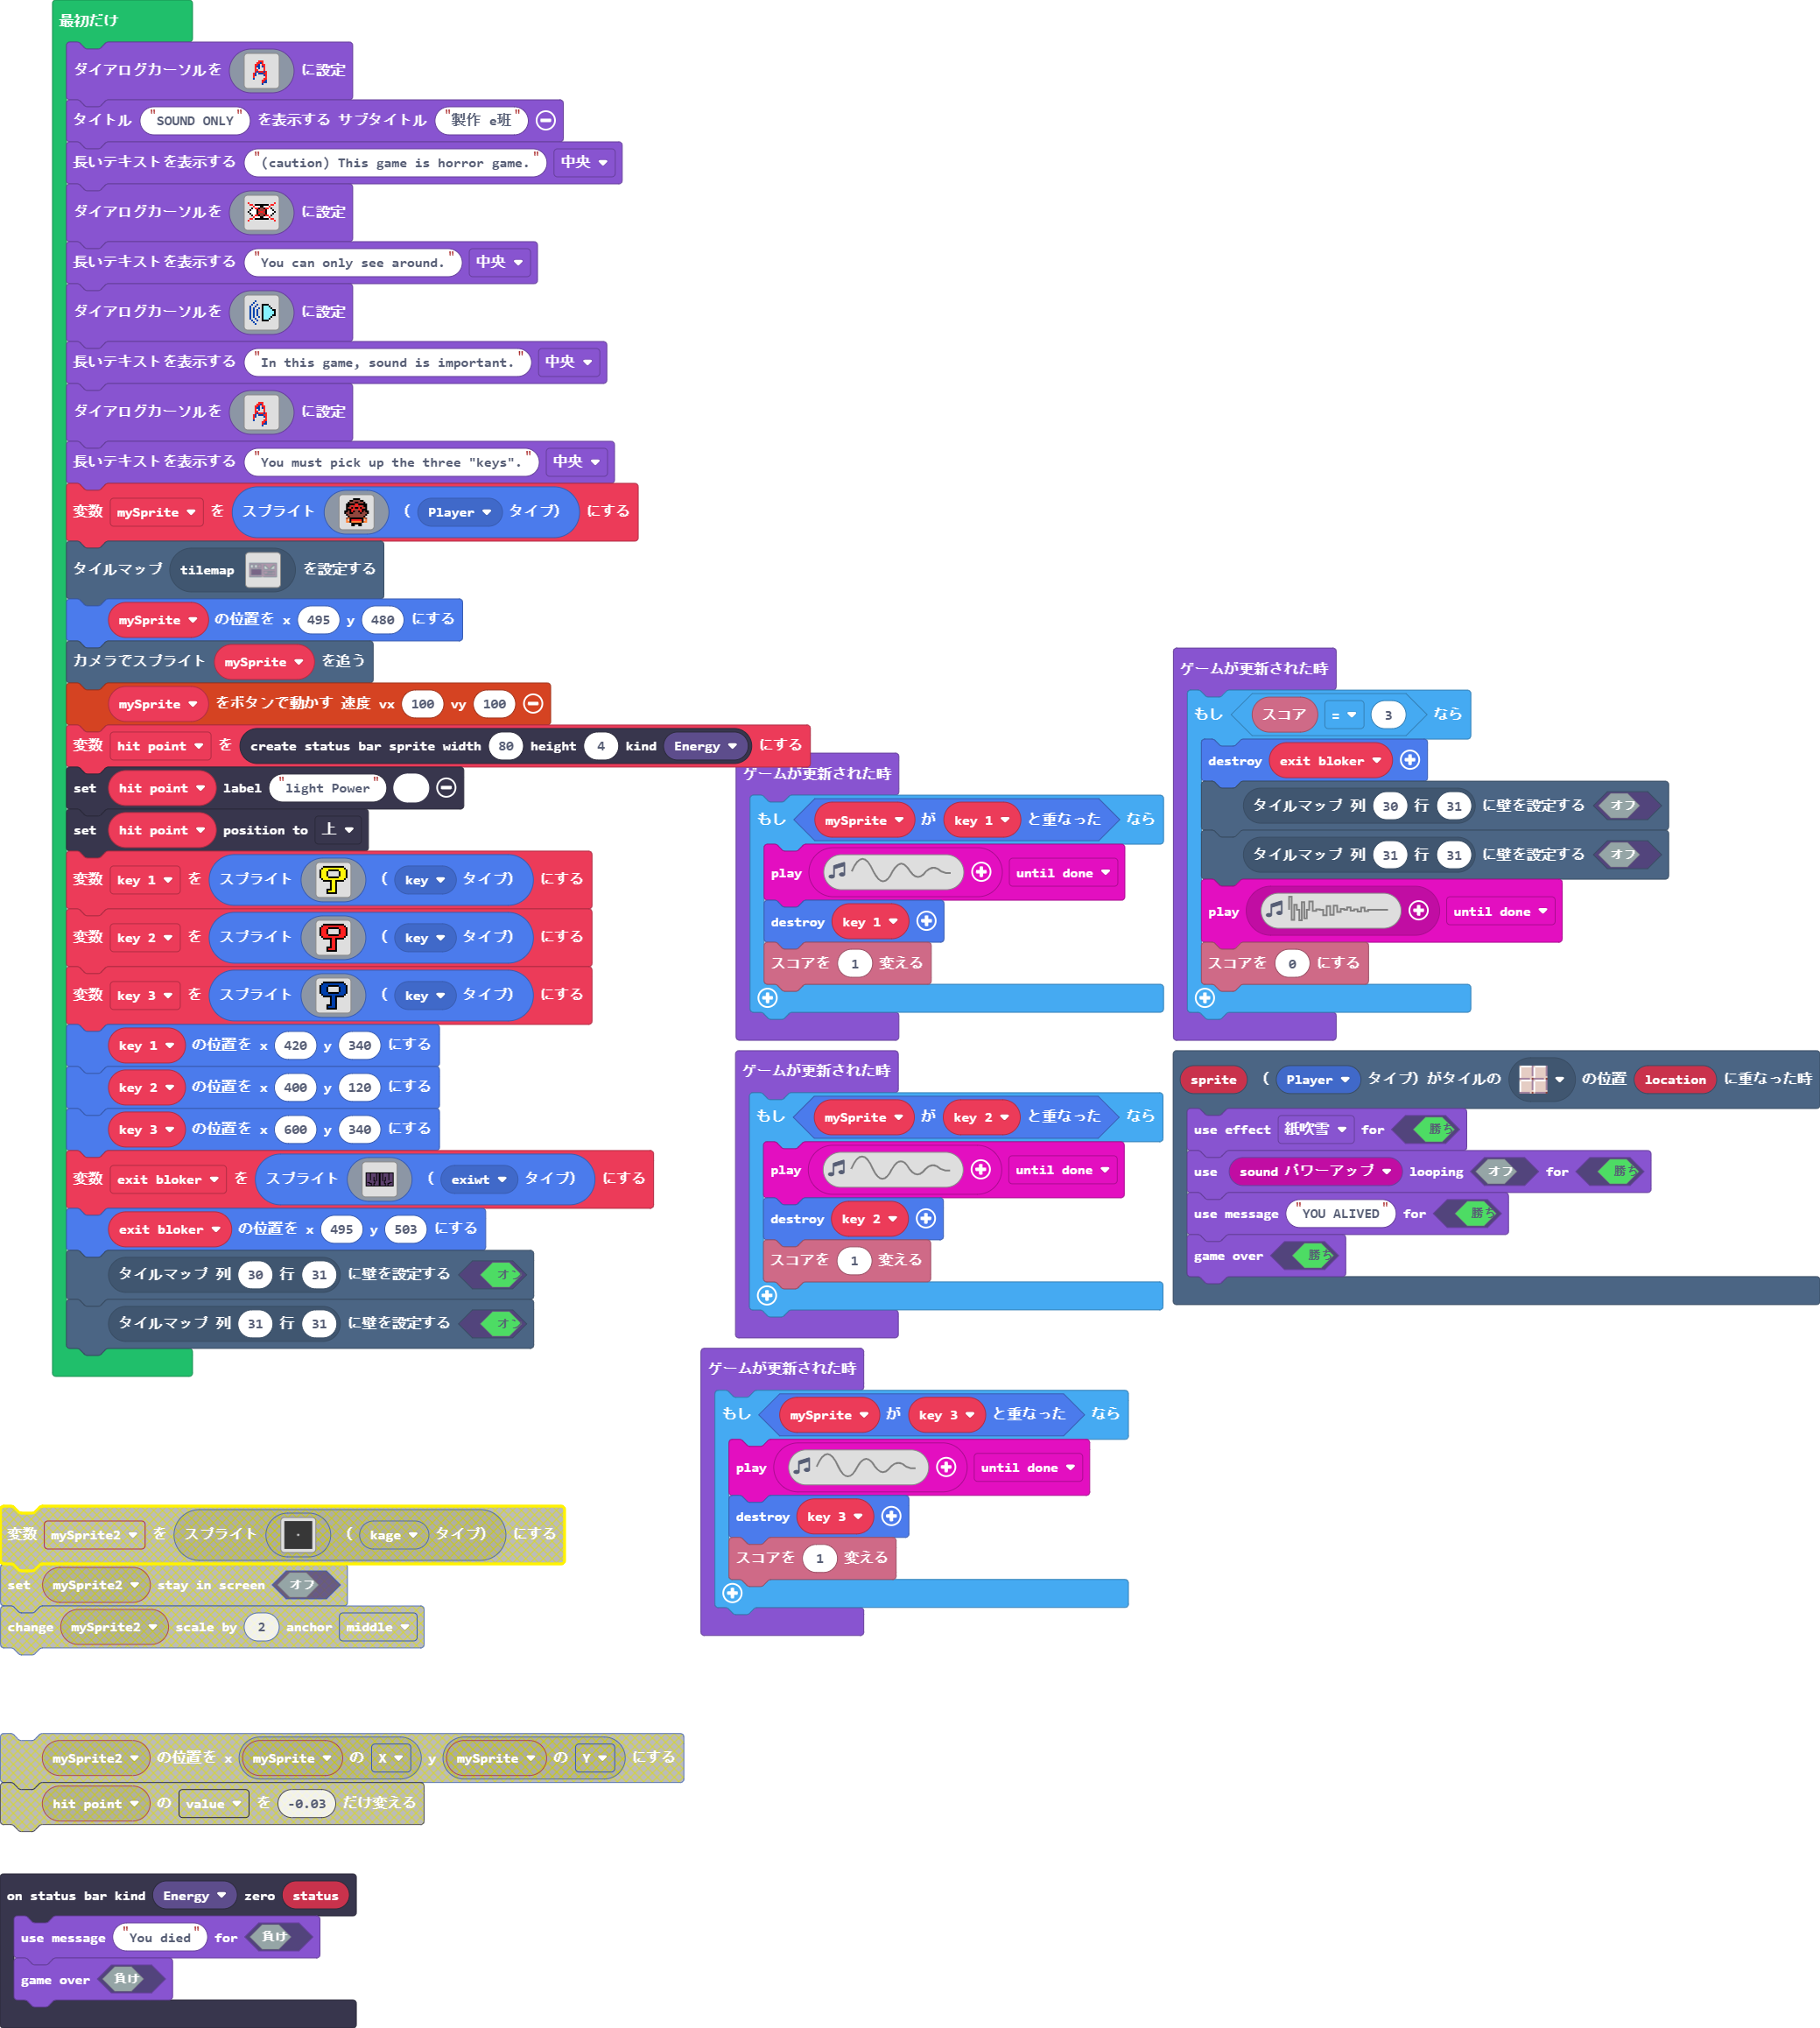 最初だけ
ダイアログカーソルを に設定
タイトル "SOUND ONLY" を表示する サブタイトル "製作 e班"
長いテキストを表示する "(caution) This game is horror game." 中央
ダイアログカーソルを に設定
長いテキストを表示する "You can only see around." 中央
ダイアログカーソルを に設定
長いテキストを表示する "In this game, sound is important." 中央
ダイアログカーソルを に設定
長いテキストを表示する "You must pick up the three "keys"." 中央
変数 mySprite を スプライト ( Player タイプ) にする
タイルマップ tilemap を設定する
mySprite の位置を x 495 y 480 にする
カメラでスプライト mySprite を追う
mySprite をボタンで動かす 速度 vx 100 vy 100
変数 hit point を create status bar sprite width 80 height 4 kind Energy にする
set hit point label "light Power"
set hit point position to 上
変数 key 1 を スプライト ( key タイプ) にする
変数 key 2 を スプライト ( key タイプ) にする
変数 key 3 を スプライト ( key タイプ) にする
key 1 の位置を x 420 y 340 にする
key 2 の位置を x 400 y 120 にする
key 3 の位置を x 600 y 340 にする
変数 exit bloker を スプライト ( exiwt タイプ) にする
exit bloker の位置を x 495 y 503 にする
タイルマップ 列 30 行 31 に壁を設定する オン
タイルマップ 列 31 行 31 に壁を設定する オン
ゲームが更新された時
もし mySprite が key 1 と重なった なら
play until done
destroy key 1
スコアを 1 変える
ゲームが更新された時
もし mySprite が key 2 と重なった なら
play until done
destroy key 2
スコアを 1 変える
ゲームが更新された時
もし mySprite が key 3 と重なった なら
play until done
destroy key 3
スコアを 1 変える
ゲームが更新された時
もし スコア = 3 なら
destroy exit bloker
タイルマップ 列 30 行 31 に壁を設定する オフ
タイルマップ 列 31 行 31 に壁を設定する オフ
play until done
スコアを 0 にする
sprite ( Player タイプ) がタイルの の位置 location に重なった時
use effect 紙吹雪 for 勝ち
use sound パワーアップ looping オフ for 勝ち
use message "YOU ALIVED" for 勝ち
game over 勝ち
変数 mySprite2 を スプライト ( kage タイプ) にする
set mySprite2 stay in screen オフ
change mySprite2 scale by 2 anchor middle
mySprite2 の位置を x mySprite の X y mySprite の Y にする
hit point の value を -0.03 だけ変える
on status bar kind Energy zero status
use message "You died" for 負け
game over 負け